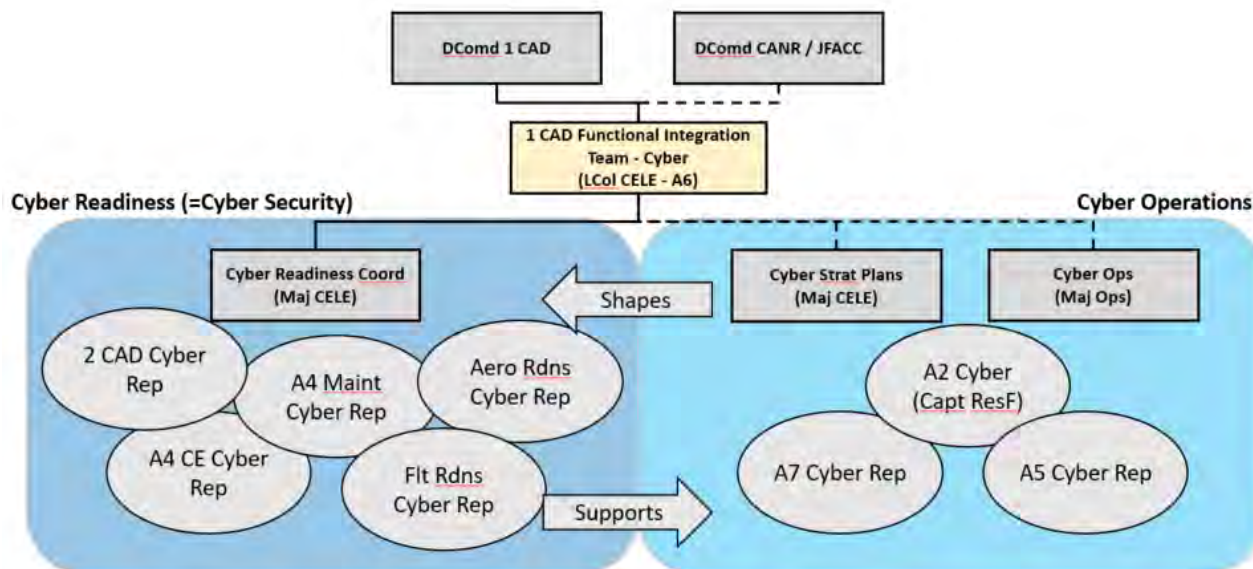 DComd 1 CAD
DComd CANR / JFACC
1 CAD Functional Integration
Team - Cyber
(LCol CELE - A6)
Cyber Readiness (=Cyber Security)
Cyber Operations
Cyber Readiness Coord
(Maj CELE)
Shapes
Cyber Strat Plans
(Maj CELE)
Cyber Ops
(Maj Ops)
2 CAD Cyber
Rep
A4 Maint
Cyber Rep
Aero Rdns
Cyber Rep
A4 CE Cyber
Rep
Flt Rdns
Cyber Rep
A2 Cyber
(Capt ResF)
A7 Cyber Rep
A5 Cyber Rep
Supports